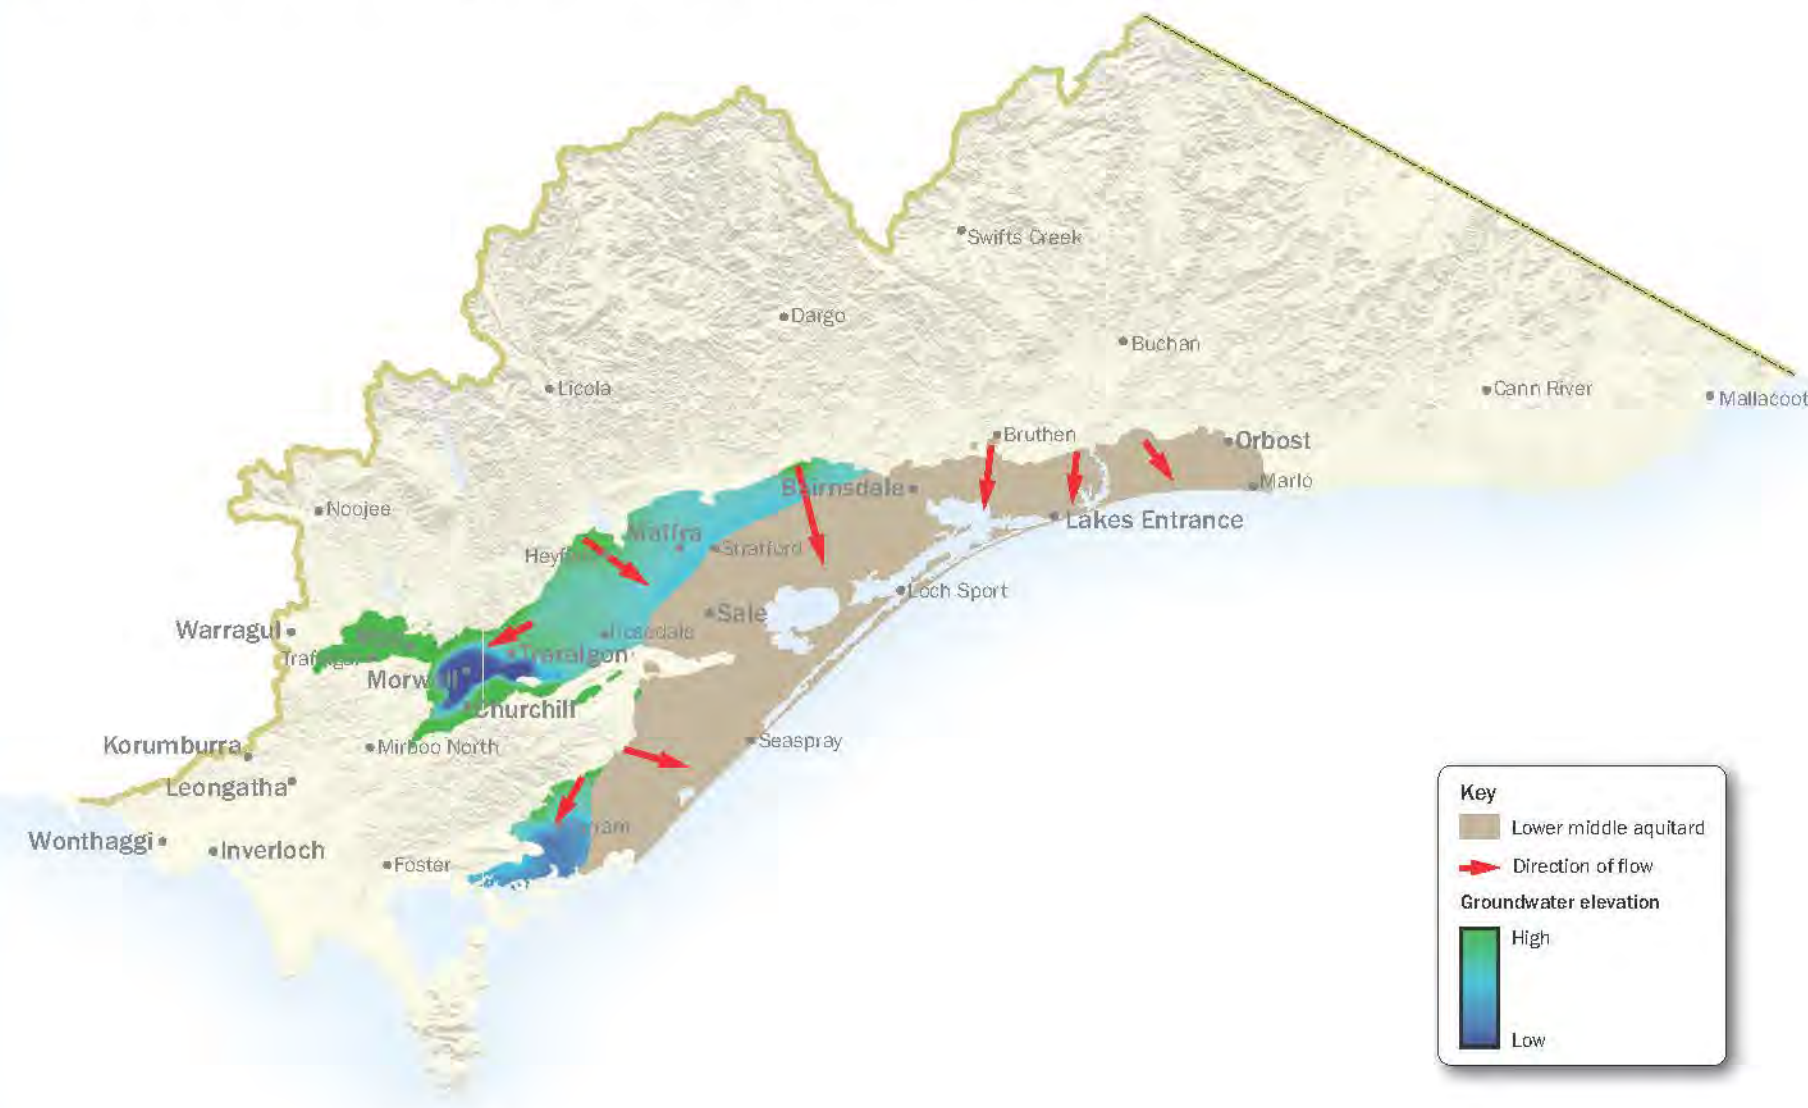 Swifts Creek
Dargo
Buchan
Licola
Cann River
Mallacoot
Bruthen
Orbost
Bairnsdale
Marlo
Noojee
Lakes Entrance
Maffra
Stratford
Loch Sport
Sale
Warragul
Rosedale
Traralgon
Morwell
Churchill
Korumburra
Mirboo North
Seaspray
Leongatha
Wonthaggi
Inverloch
Foster
Key
Lower middle aquitard
Direction of flow
Groundwater elevation
High
Low